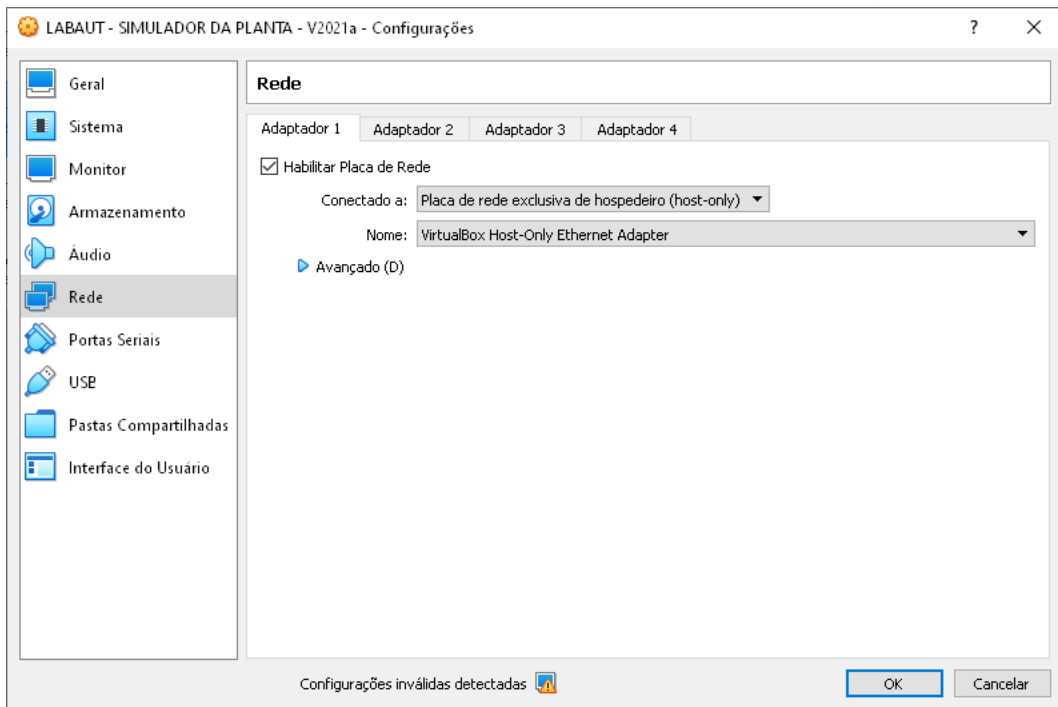 LABAUT - SIMULADOR DA PLANTA - V2021a - Configurações
?
Geral
Sistema
Monitor
Armazenamento
Áudio
Rede
Portas Seriais
USB
Pastas Compartilhadas
Interface do Usuário
Rede
Adaptador 1 Adaptador 2 Adaptador 3 Adaptador 4
Habilitar Placa de Rede
Conectado a: Placa de rede exclusiva de hospedeiro (host-only)
Nome: VirtualBox Host-Only Ethernet Adapter
Avançado (D)
Configurações inválidas detectadas
OK Cancelar